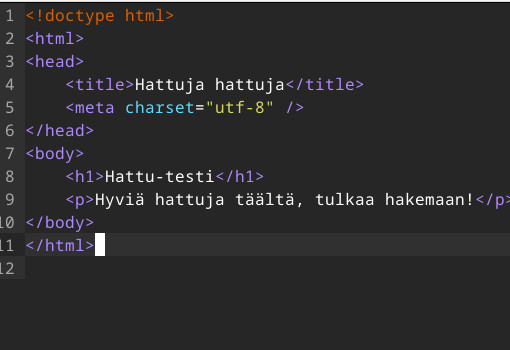 1 <!doctype html>
2 <html>
3 <head>
4     <title>Hattuja hattuja</title>
5     <meta charset="utf-8" />
6 </head>
7 <body>
8     <h1>Hattu-testi</h1>
9     <p>Hyviä hattuja täältä, tulkaa hakemaan!</p>
10 </body>
11 </html>
12